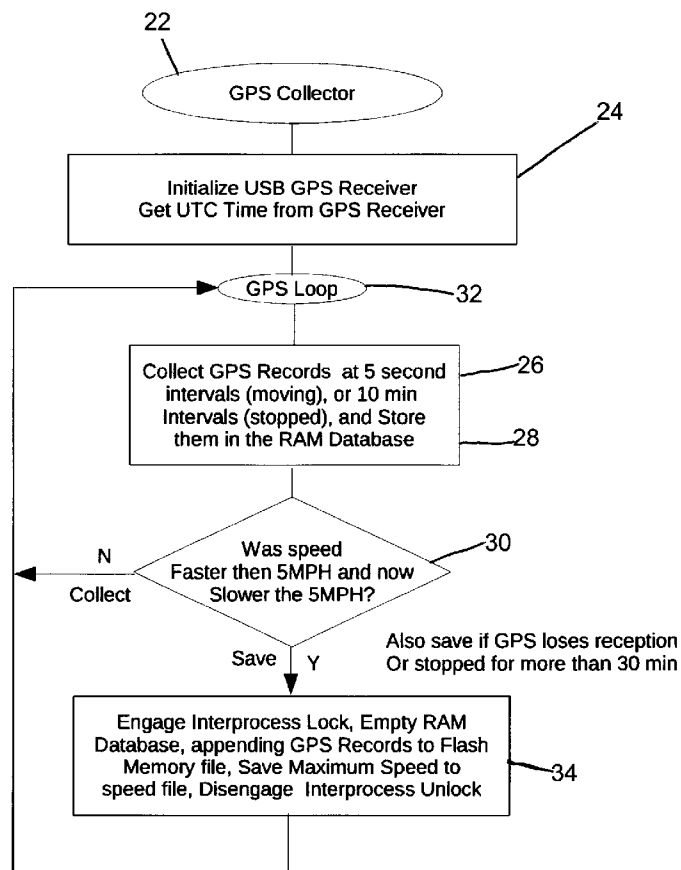 22
GPS Collector
24
Initialize USB GPS Receiver
Get UTC Time from GPS Receiver
GPS Loop
32
Collect GPS Records at 5 second
intervals (moving), or 10 min
Intervals (stopped), and Store
them in the RAM Database
26
28
Was speed
Faster then 5MPH and now
Slower the 5MPH?
30
N
Collect
Save
Y
Also save if GPS loses reception
Or stopped for more than 30 min
Engage Interprocess Lock, Empty RAM
Database, appending GPS Records to Flash
Memory file, Save Maximum Speed to
speed file, Disengage Interprocess Unlock
34